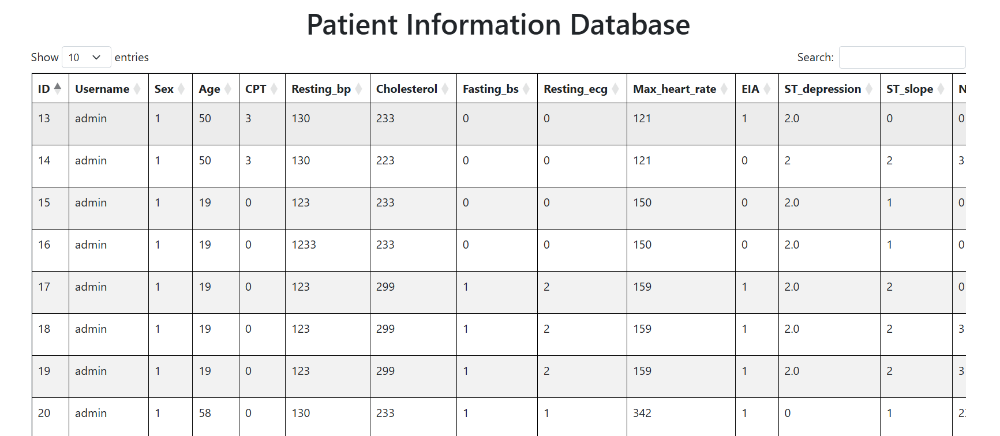 Patient Information Database
Show 10 entries Search:
ID Username Sex Age CPT Resting_bp Cholesterol Fasting_bs Resting_ecg Max_heart_rate EIA ST_depression ST_slope N
13 admin 1 50 3 130 233 0 0 121 1 2.0 0 0
14 admin 1 50 3 130 223 0 0 121 0 2 2 3
15 admin 1 19 0 123 233 0 0 150 0 2.0 1 0
16 admin 1 19 0 1233 233 0 0 150 0 2.0 1 0
17 admin 1 19 0 123 299 1 2 159 1 2.0 2 0
18 admin 1 19 0 123 299 1 2 159 1 2.0 2 3
19 admin 1 19 0 123 299 1 2 159 1 2.0 2 3
20 admin 1 58 0 130 233 1 1 342 1 0 1